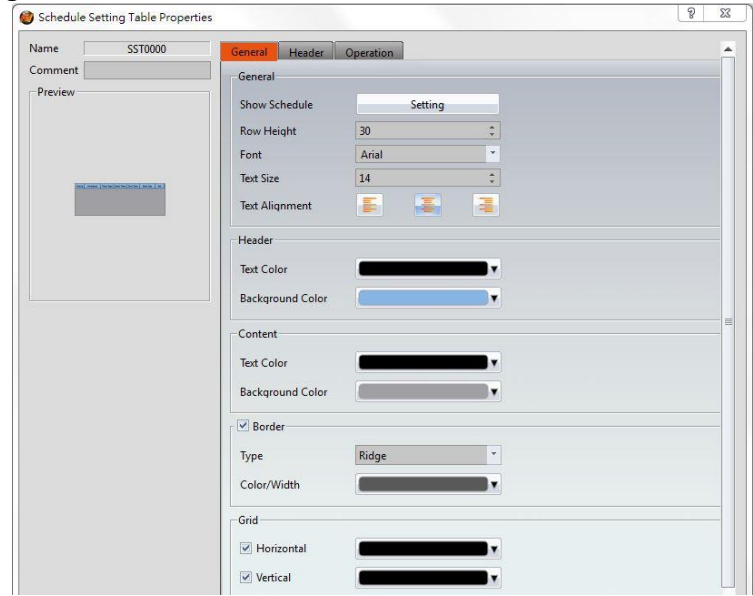 Schedule Setting Table Properties
Name SST0000
Comment
Preview
General Header Operation
General
Show Schedule Setting
Row Height 30
Font Arial
Text Size 14
Text Alignment
Header
Text Color
Background Color
Content
Text Color
Background Color
Border
Type Ridge
Color/Width
Grid
Horizontal
Vertical